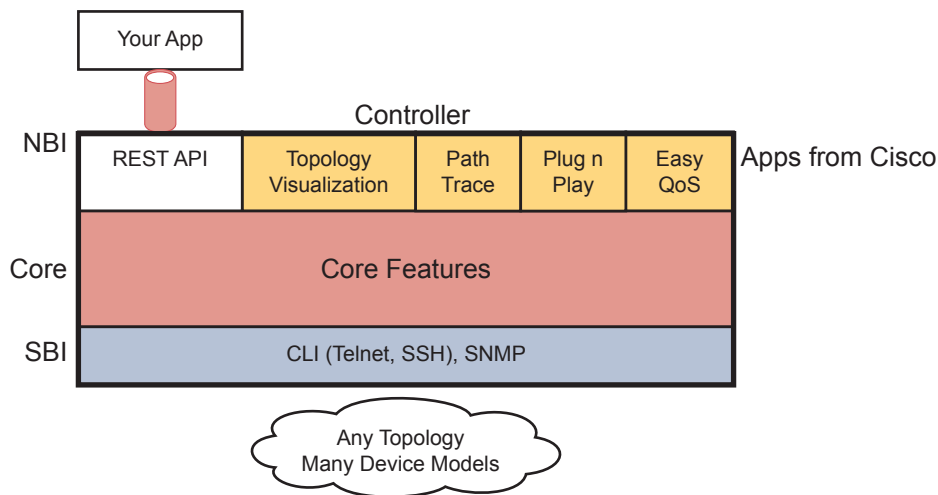 Your App
Controller
NBI
REST API
Topology
Visualization
Path
Trace
Plug n
Play
Easy
QoS
Apps from Cisco
Core
Core Features
SBI
CLI (Telnet, SSH), SNMP
Any Topology
Many Device Models